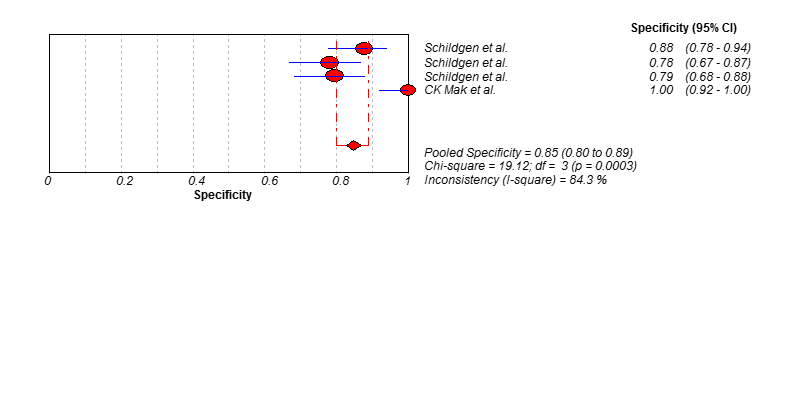 Specificity (95% CI)
Schildgen et al. 0.88 (0.78 - 0.94)
Schildgen et al. 0.78 (0.67 - 0.87)
Schildgen et al. 0.79 (0.68 - 0.88)
CK Mak et al. 1.00 (0.92 - 1.00)
Pooled Specificity = 0.85 (0.80 to 0.89)
Chi-square = 19.12; df = 3 (p = 0.0003)
Inconsistency (I-square) = 84.3 %
0 0.2 0.4 0.6 0.8 1
Specificity